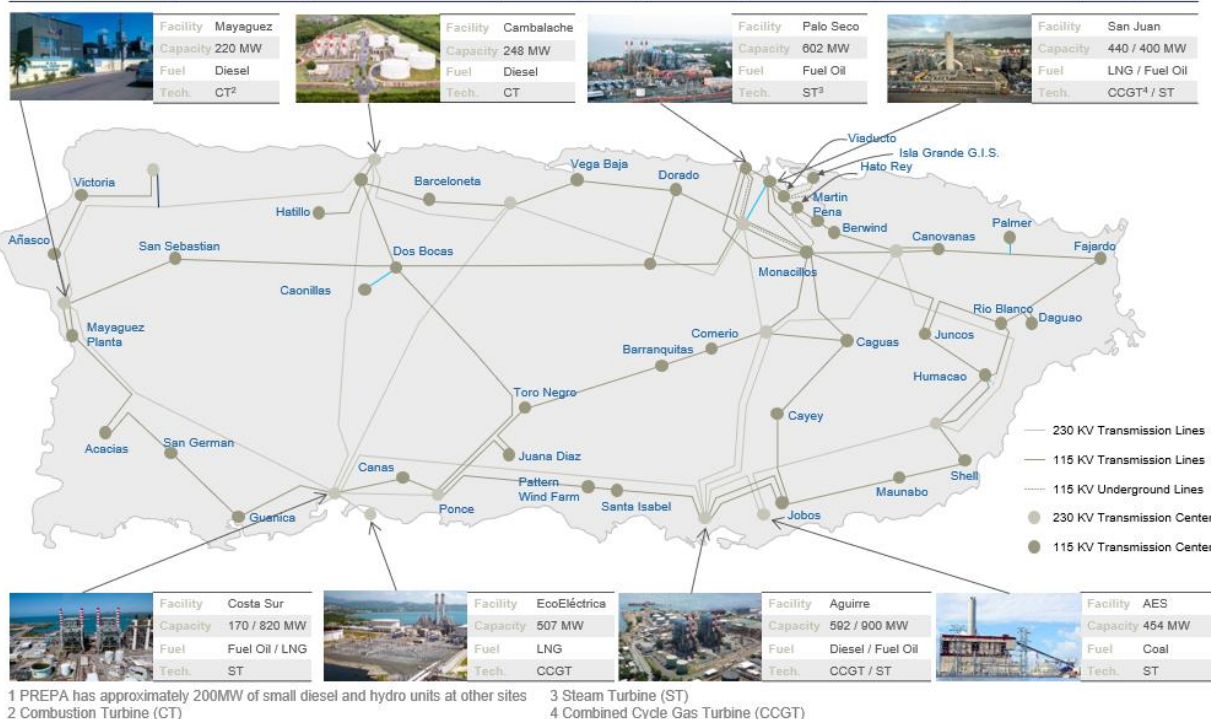 Facility Mayaguez
Capacity 220 MW
Fuel Diesel
Tech. CT²
Facility Cambalache
Capacity 248 MW
Fuel Diesel
Tech. CT
Facility Palo Seco
Capacity 602 MW
Fuel Fuel Oil
Tech. ST³
Facility San Juan
Capacity 440 / 400 MW
Fuel LNG / Fuel Oil
Tech. CCGT⁴ / ST
Viaducto
Isla Grande G.I.S.
Hato Rey
Victoria
Vega Baja
Barceloneta
Dorado
Hatillo
Martin
Pena
Berwind
Palmer
Añasco
San Sebastian
Dos Bocas
Canovanas
Fajardo
Monacillos
Caonillas
Mayaguez
Planta
Rio Blanco
Daguao
Comerio
Juncos
Barranquitas
Caguas
Humacao
Toro Negro
Cayey
Acacias
San German
Juana Diaz
Canas
Pattern
Wind Farm
Shell
Maunabo
Guanica
Ponce
Santa Isabel
Jobos
230 KV Transmission Lines
115 KV Transmission Lines
115 KV Underground Lines
230 KV Transmission Center
115 KV Transmission Center
Facility Costa Sur
Capacity 170 / 820 MW
Fuel Fuel Oil / LNG
Tech. ST
Facility EcoEléctrica
Capacity 507 MW
Fuel LNG
Tech. CCGT
Facility Aguirre
Capacity 592 / 900 MW
Fuel Diesel / Fuel Oil
Tech. CCGT / ST
Facility AES
Capacity 454 MW
Fuel Coal
Tech. ST
1 PREPA has approximately 200MW of small diesel and hydro units at other sites
2 Combustion Turbine (CT)
3 Steam Turbine (ST)
4 Combined Cycle Gas Turbine (CCGT)